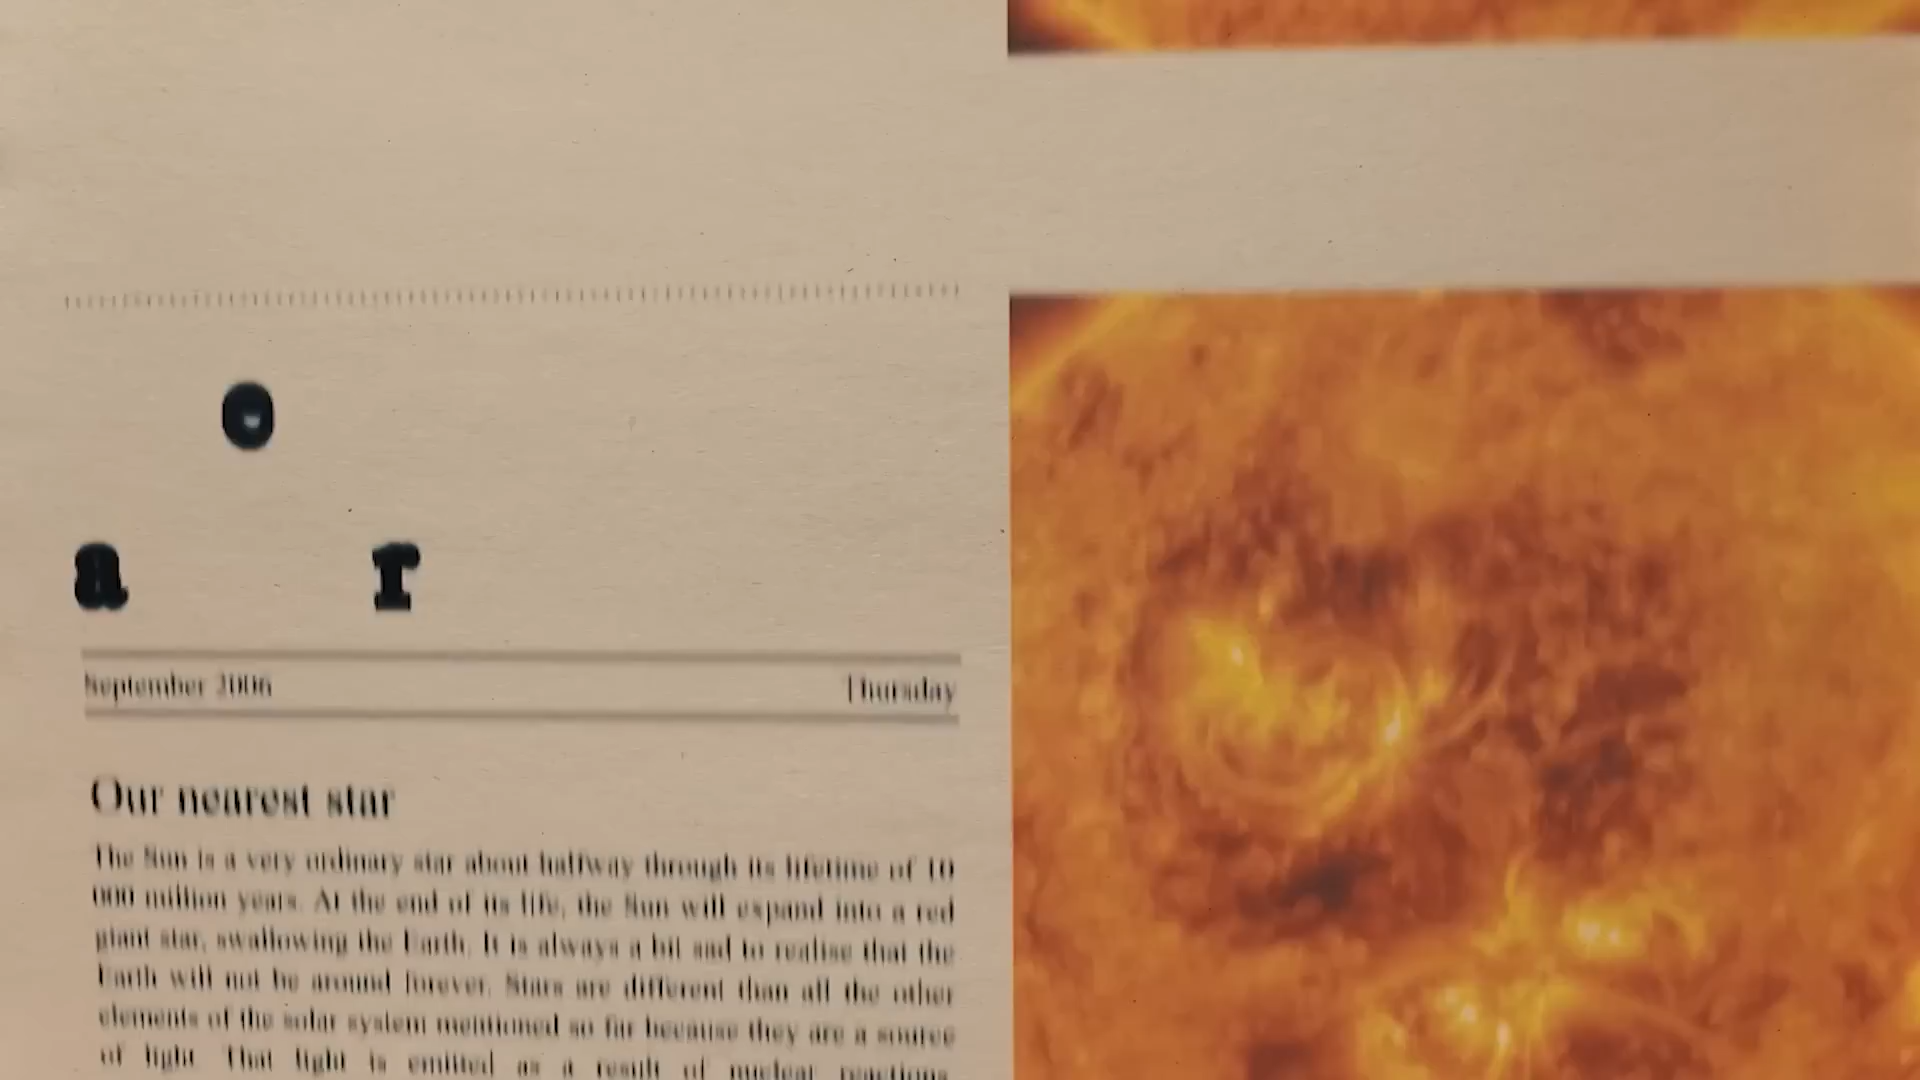 o
a r
September 2006 Thursday
Our nearest star
The Sun is a very ordinary star about halfway through its lifetime of 10
000 million years. At the end of its life, the Sun will expand into a red
giant star, swallowing the Earth. It is always a bit sad to realise that the
Earth will not be around forever. Stars are different than all the other
elements of the solar system mentioned so far because they are a source
of light. That light is emitted as a result of nuclear reactions,